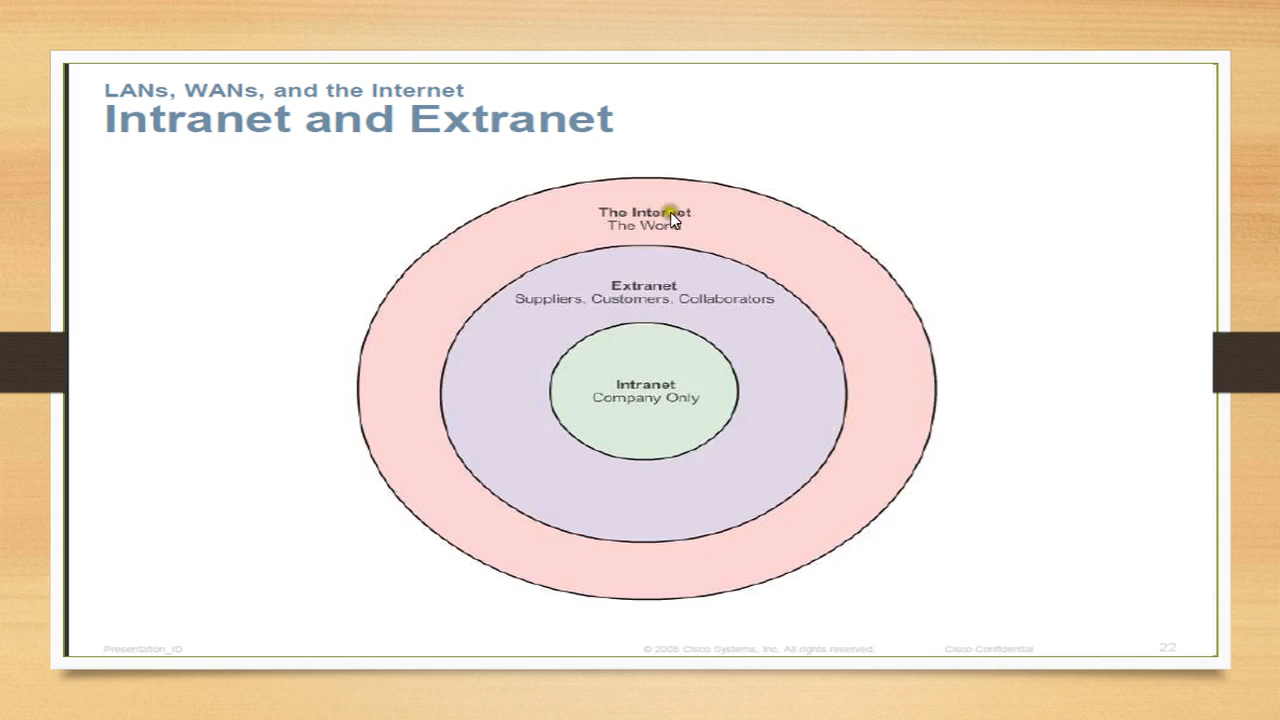 LANs, WANs, and the Internet
Intranet and Extranet
The Internet
The World
Extranet
Suppliers, Customers, Collaborators
Intranet
Company Only
Presentation_ID
© 2008 Cisco Systems, Inc. All rights reserved.
Cisco Confidential
22